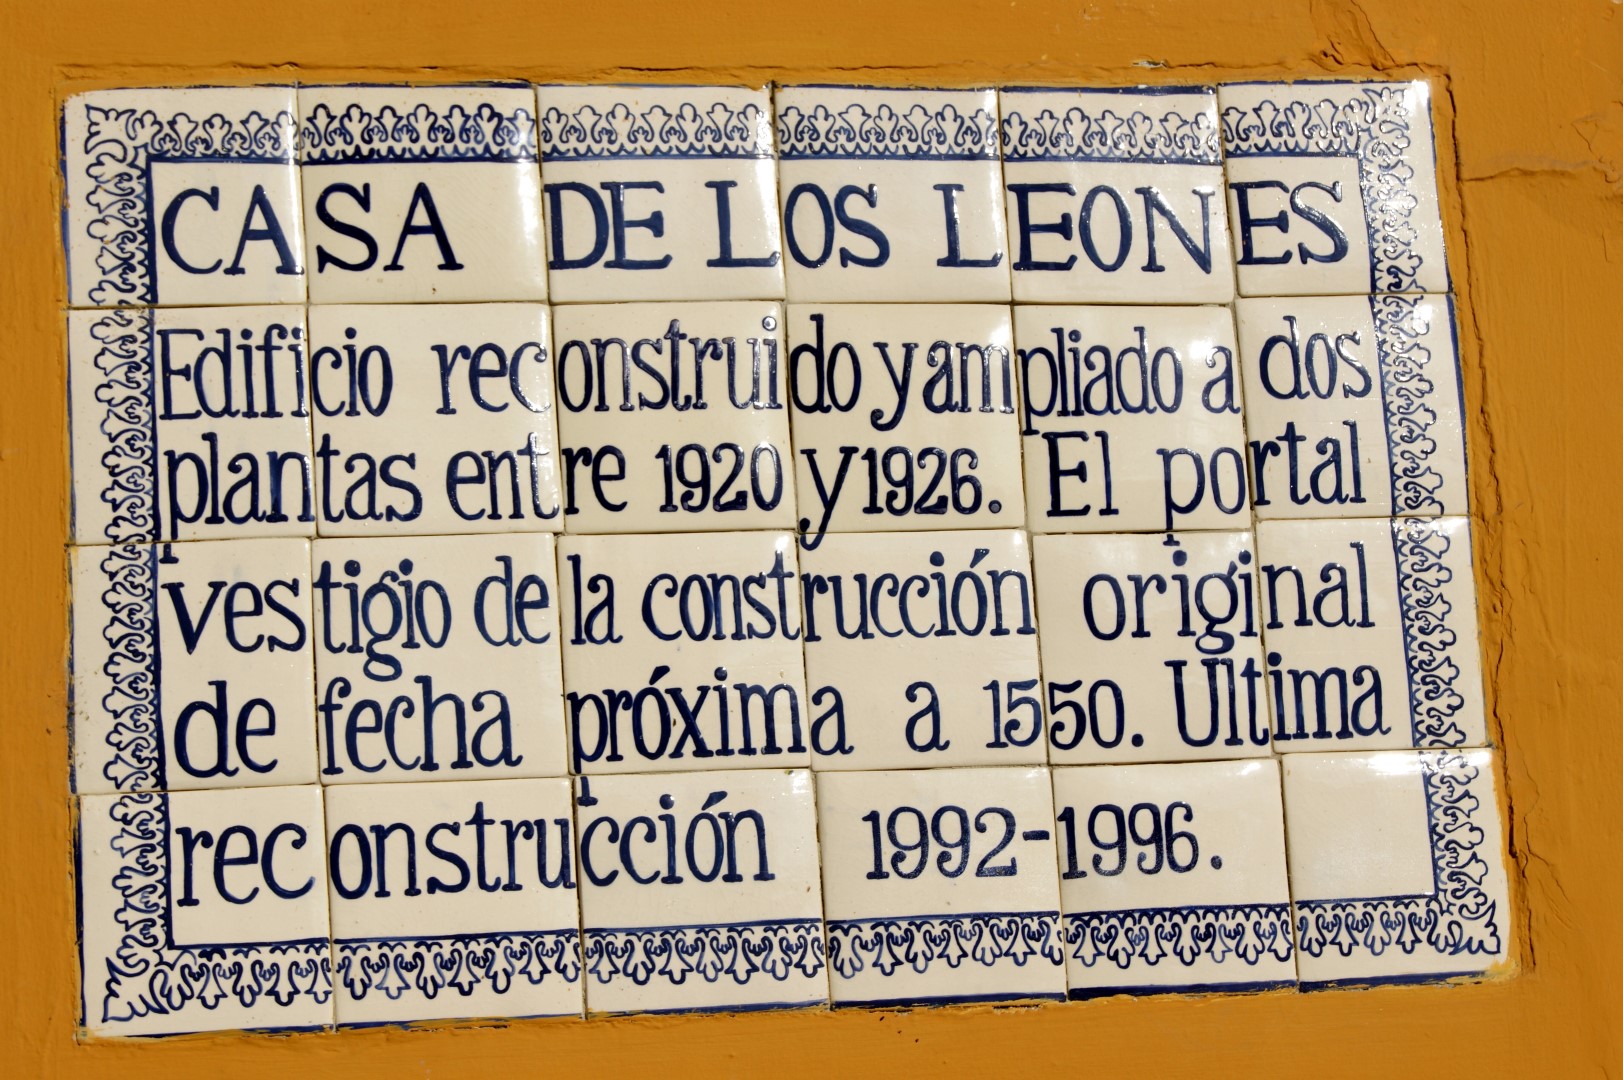 CASA DE LOS LEONES
Edificio reconstruido y ampliado a dos
plantas entre 1920 y 1926. El portal
vestigio de la construcción original
de fecha próxima a 1550. Ultima
reconstrucción 1992-1996.